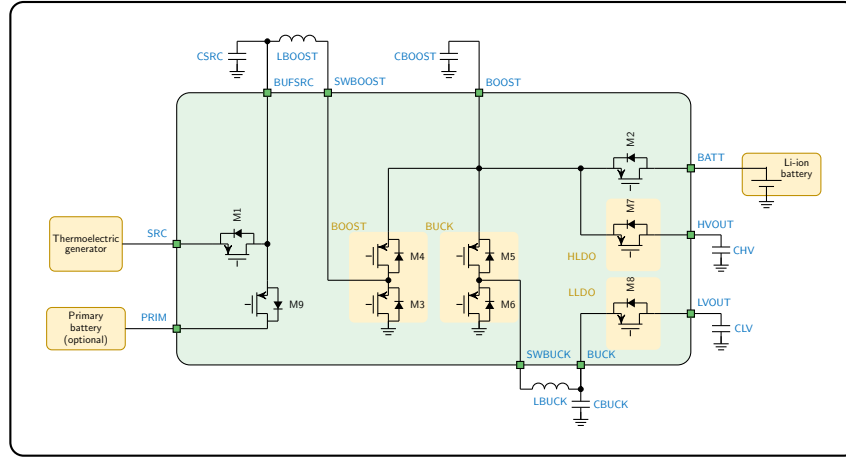 CSRC
LBOOST
CBOOST
BUFSRC
SWBOOST
BOOST
M2
BATT
Li-ion
battery
M1
M7
SRC
BOOST
BUCK
HVOUT
Thermoelectric
generator
M4
M5
HLDO
CHV
M8
LLDO
M9
M3
M6
LVOUT
Primary
battery
(optional)
PRIM
CLV
SWBUCK
BUCK
LBUCK
CBUCK